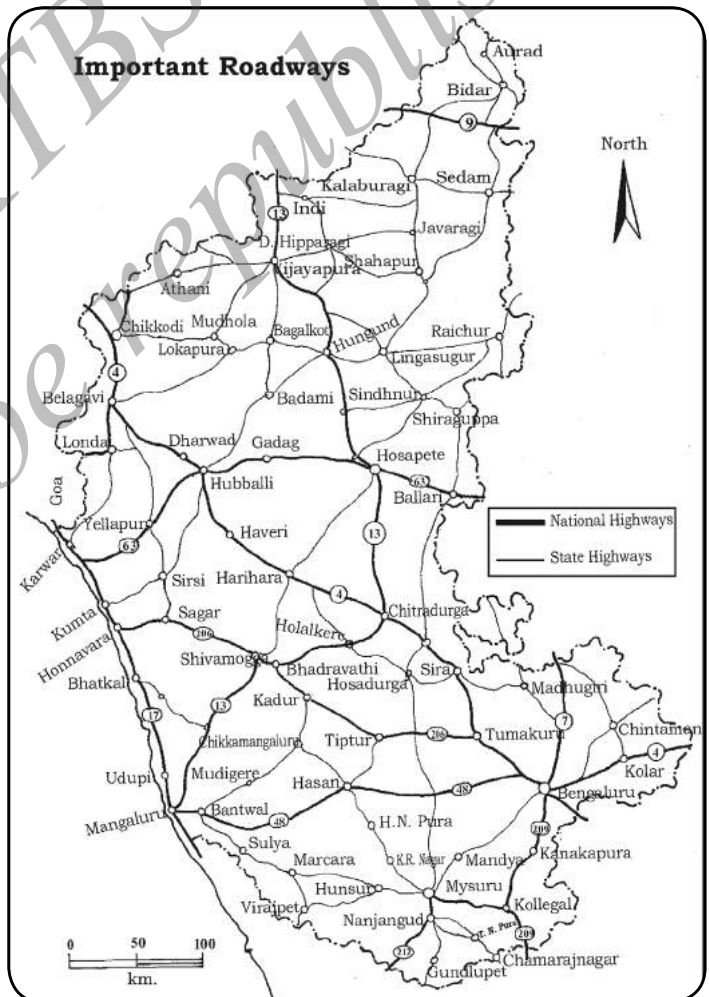 Important Roadways
Aurad
Bidar
9
North
Kalaburagi
Sedam
Indi
13
Javaragi
D. Hipparagi
Vijayapura
Shahapur
Athani
Chikkodi
Mudhola
Bagalkot
Hungund
Raichur
Lokapura
Lingasugur
4
Belagavi
Badami
Sindhnur
Shiraguppa
Londa
Dharwad
Gadag
Hosapete
Hubballi
63
Ballari
Goa
Yellapur
Haveri
13
National Highways
State Highways
Karwar
63
Sirsi
Harihara
4
Kumta
Sagar
Chitradurga
Honnavara
206
Holalkere
Shivamogga
Bhadravathi
Sira
Bhatkal
Hosadurga
Madhugiri
Kadur
17
13
7
Chintamon
Chikkamangaluru
Tiptur
206
Tumakuru
4
Kolar
Udupi
Mudigere
Hasan
48
Bengaluru
Mangaluru
Bantwal
48
H.N. Pura
209
Sulya
Marcara
K.R. Nagar
Mandya
Kanakapura
Hunsur
Mysuru
Virajpet
Nanjangud
Kollegal
T. N. Pura
209
212
Gundlupet
Chamarajnagar
0 50 100
km.
TBS
be republis